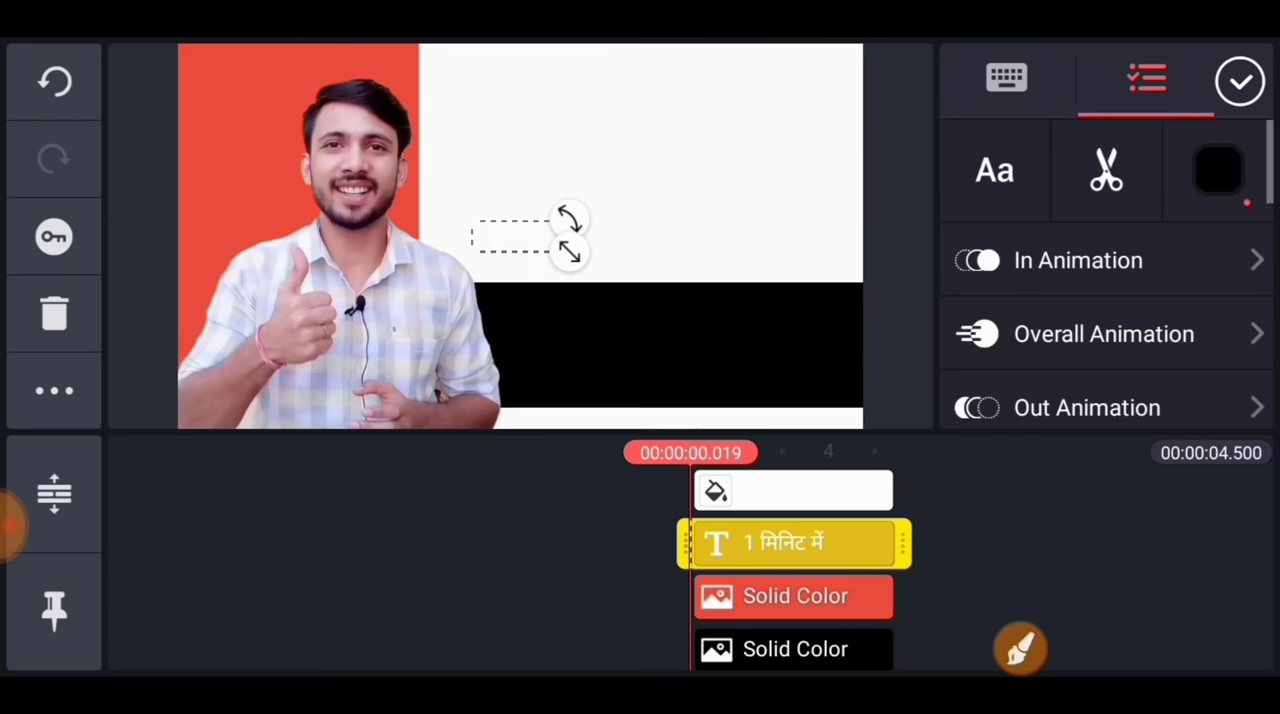 Aa
In Animation
Overall Animation
Out Animation
00:00:00.019
4
00:00:04.500
T 1 मिनिट में
Solid Color
Solid Color